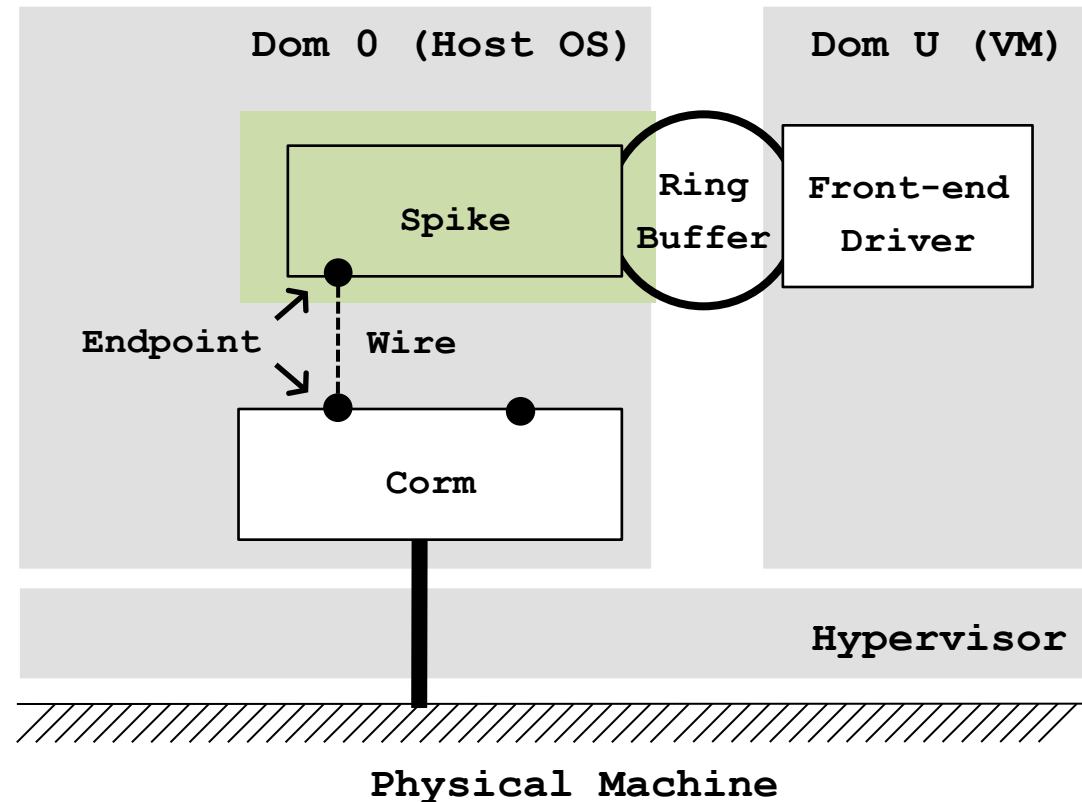 Dom 0 (Host OS)
Dom U (VM)
Spike
Ring
Buffer
Front-end
Driver
Endpoint
Wire
Corm
Hypervisor
Physical Machine